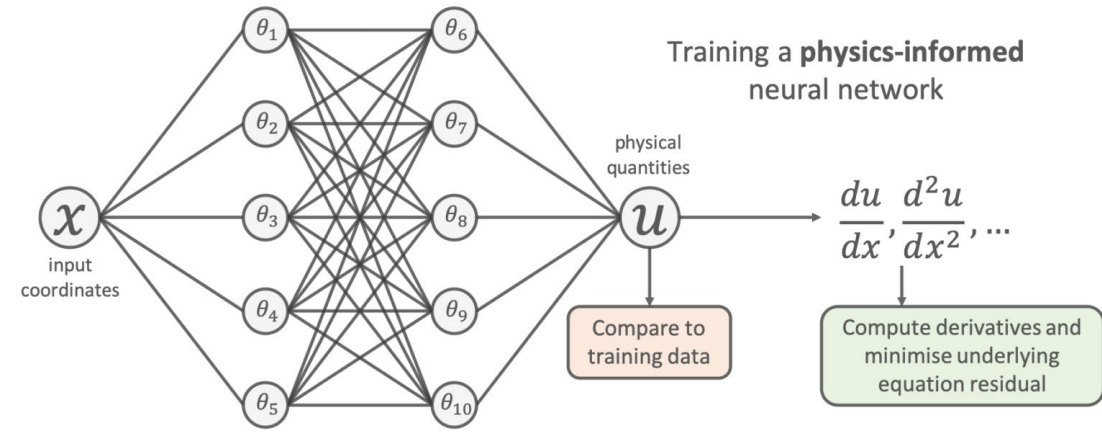 Training a physics-informed
neural network
x
input
coordinates
θ1
θ2
θ3
θ4
θ5
θ6
θ7
θ8
θ9
θ10
physical
quantities
u
du/dx, d²u/dx², ...
Compare to
training data
Compute derivatives and
minimise underlying
equation residual